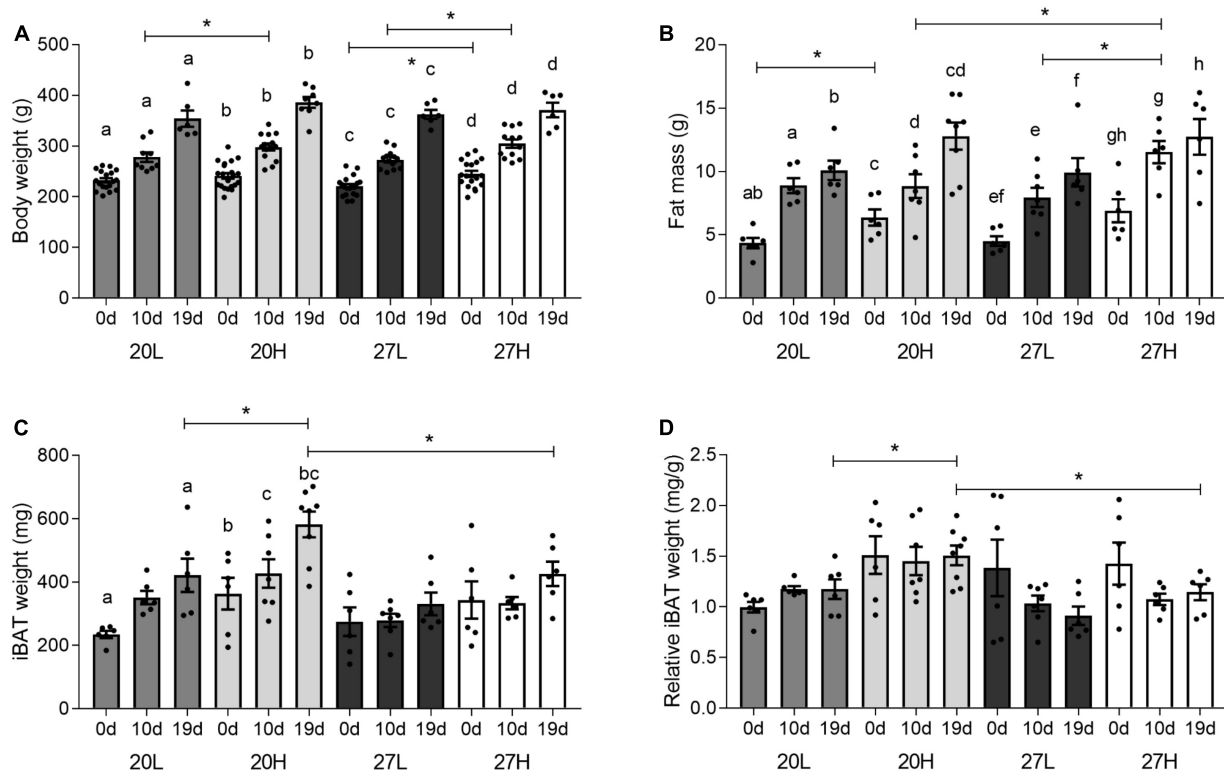 A
Body weight (g)
500
400
300
200
100
0
*
*
*
a
a
a
b
b
b
c
c
c
d
d
d
0d 10d 19d 0d 10d 19d 0d 10d 19d 0d 10d 19d
20L 20H 27L 27H
B
Fat mass (g)
20
15
10
5
0
*
*
*
ab
a
b
c
d
cd
ef
e
f
gh
g
h
0d 10d 19d 0d 10d 19d 0d 10d 19d 0d 10d 19d
20L 20H 27L 27H
C
iBAT weight (mg)
800
600
400
200
0
*
*
a
a
b
c
bc
0d 10d 19d 0d 10d 19d 0d 10d 19d 0d 10d 19d
20L 20H 27L 27H
D
Relative iBAT weight (mg/g)
2.5
2.0
1.5
1.0
0.5
0.0
*
*
0d 10d 19d 0d 10d 19d 0d 10d 19d 0d 10d 19d
20L 20H 27L 27H